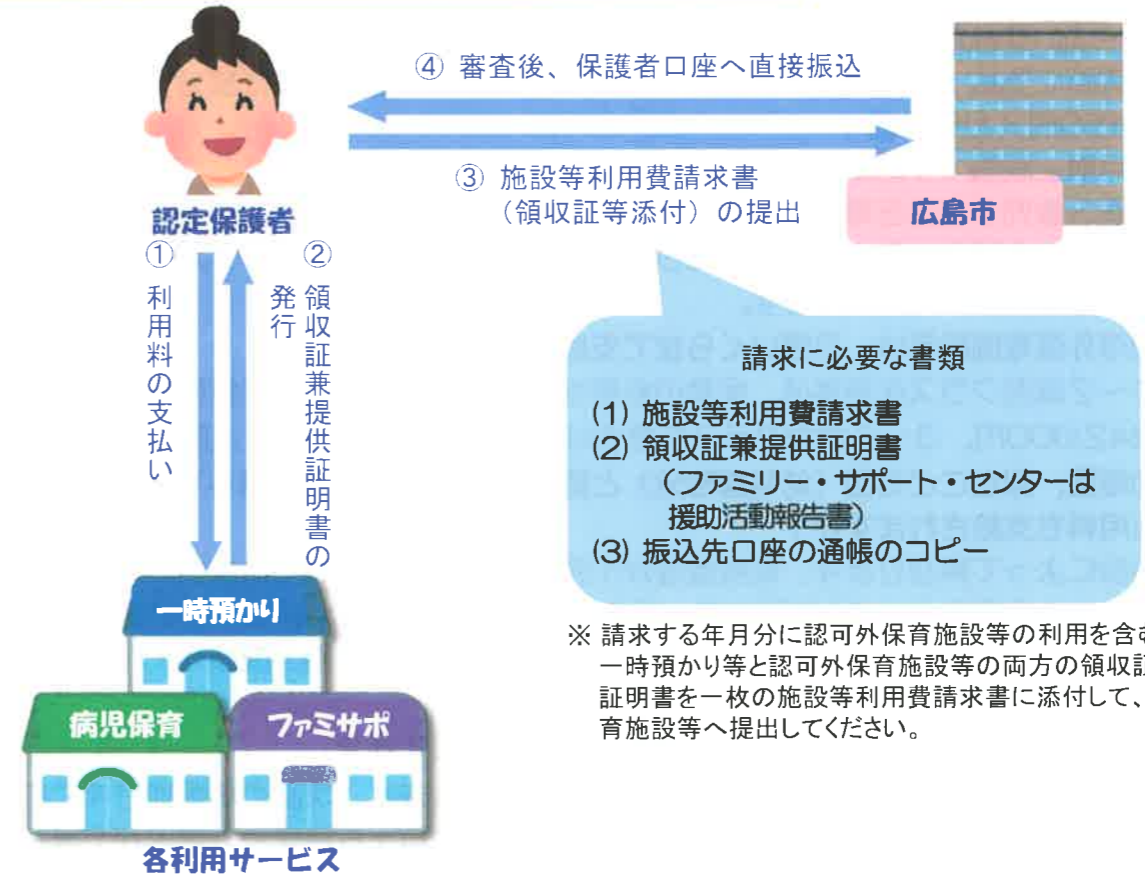 ④ 審査後、保護者口座へ直接振込
③ 施設等利用費請求書
（領収証等添付）の提出
広島市
認定保護者
① 利用料の支払い
② 領収証兼提供証明書の
発行
請求に必要な書類
(1) 施設等利用費請求書
(2) 領収証兼提供証明書
（ファミリー・サポート・センターは
援助活動報告書）
(3) 振込先口座の通帳のコピー
※ 請求する年月分に認可外保育施設等の利用を含む
一時預かり等と認可外保育施設等の両方の領収証
証明書を一枚の施設等利用費請求書に添付して、
育施設等へ提出してください。
一時預かり
病児保育
ファミサポ
各利用サービス